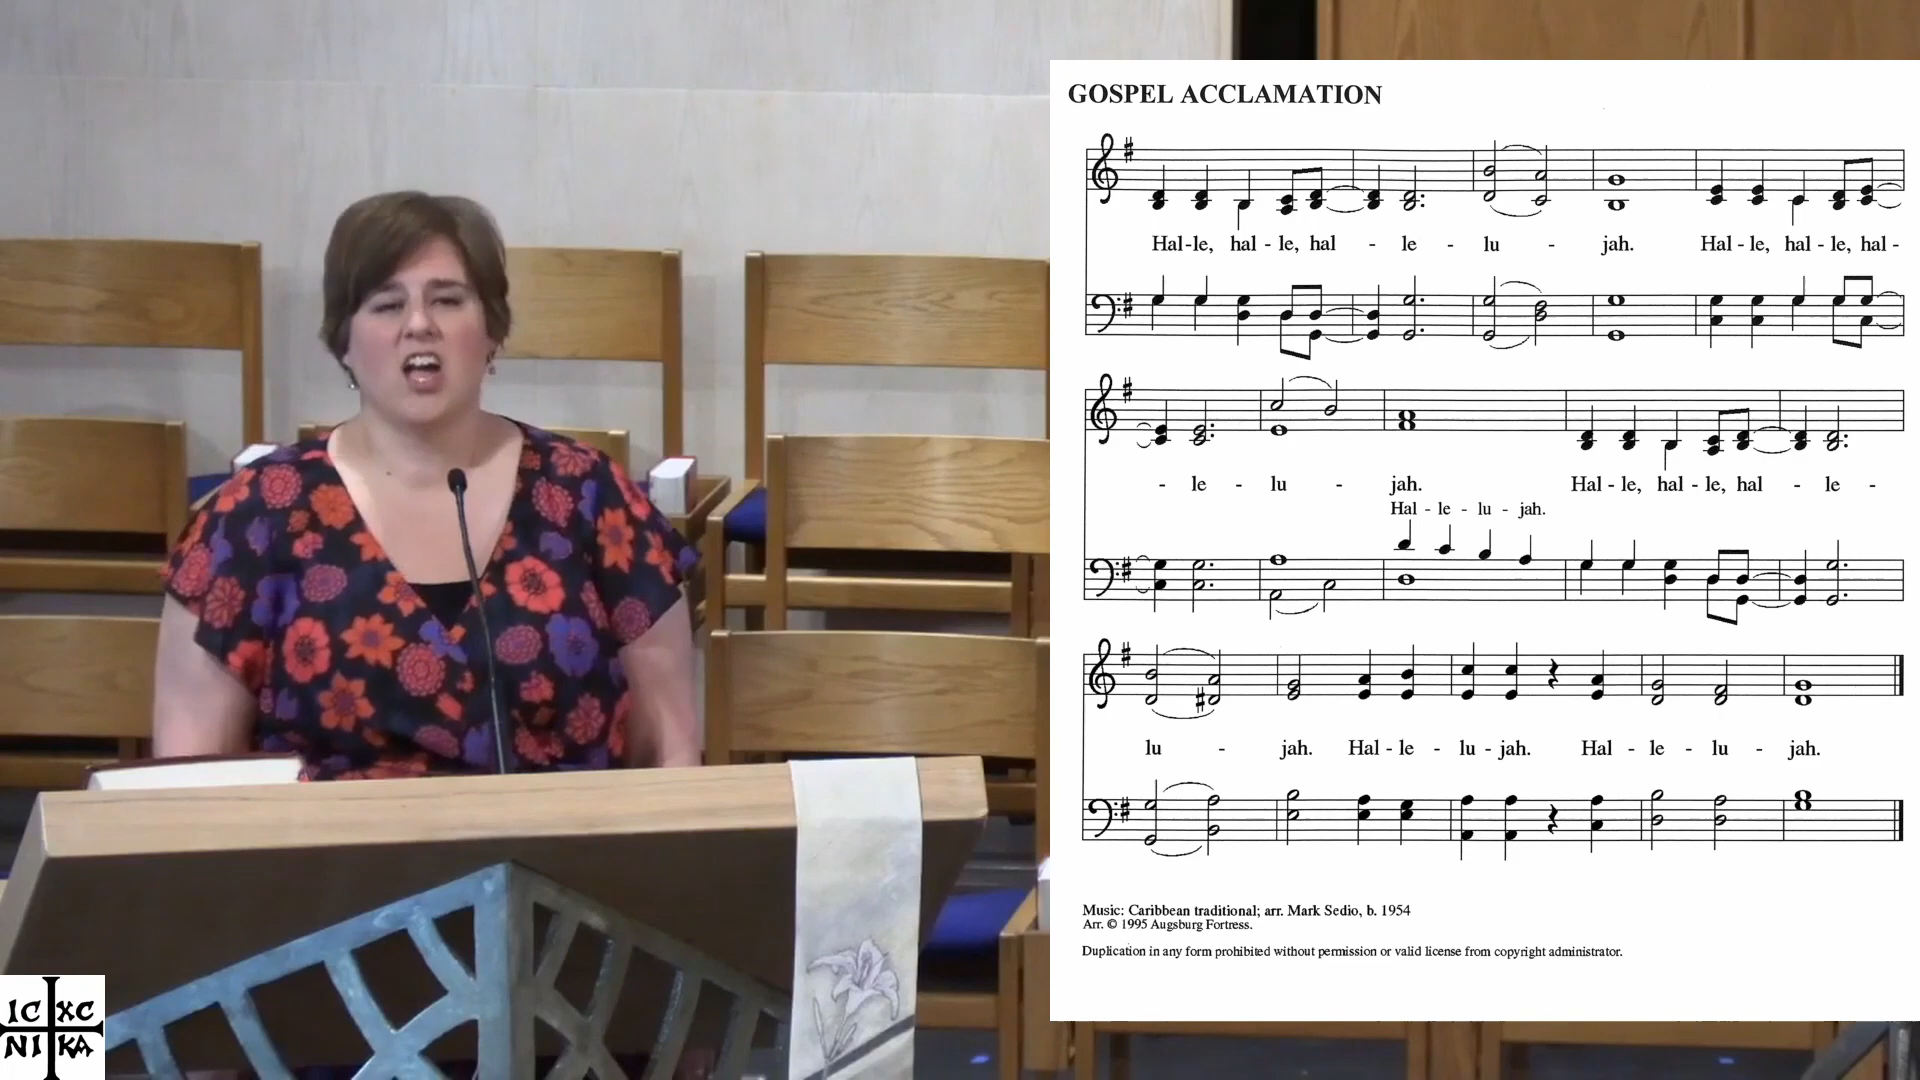 GOSPEL ACCLAMATION
Hal-le, hal - le, hal - le - lu - jah. Hal - le, hal - le, hal -
- le - lu - jah. Hal - le, hal - le, hal - le -
Hal - le - lu - jah.
lu - jah. Hal - le - lu - jah. Hal - le - lu - jah.
Music: Caribbean traditional; arr. Mark Sedio, b. 1954
Arr. © 1995 Augsburg Fortress.
Duplication in any form prohibited without permission or valid license from copyright administrator.
IC XC
NI KA